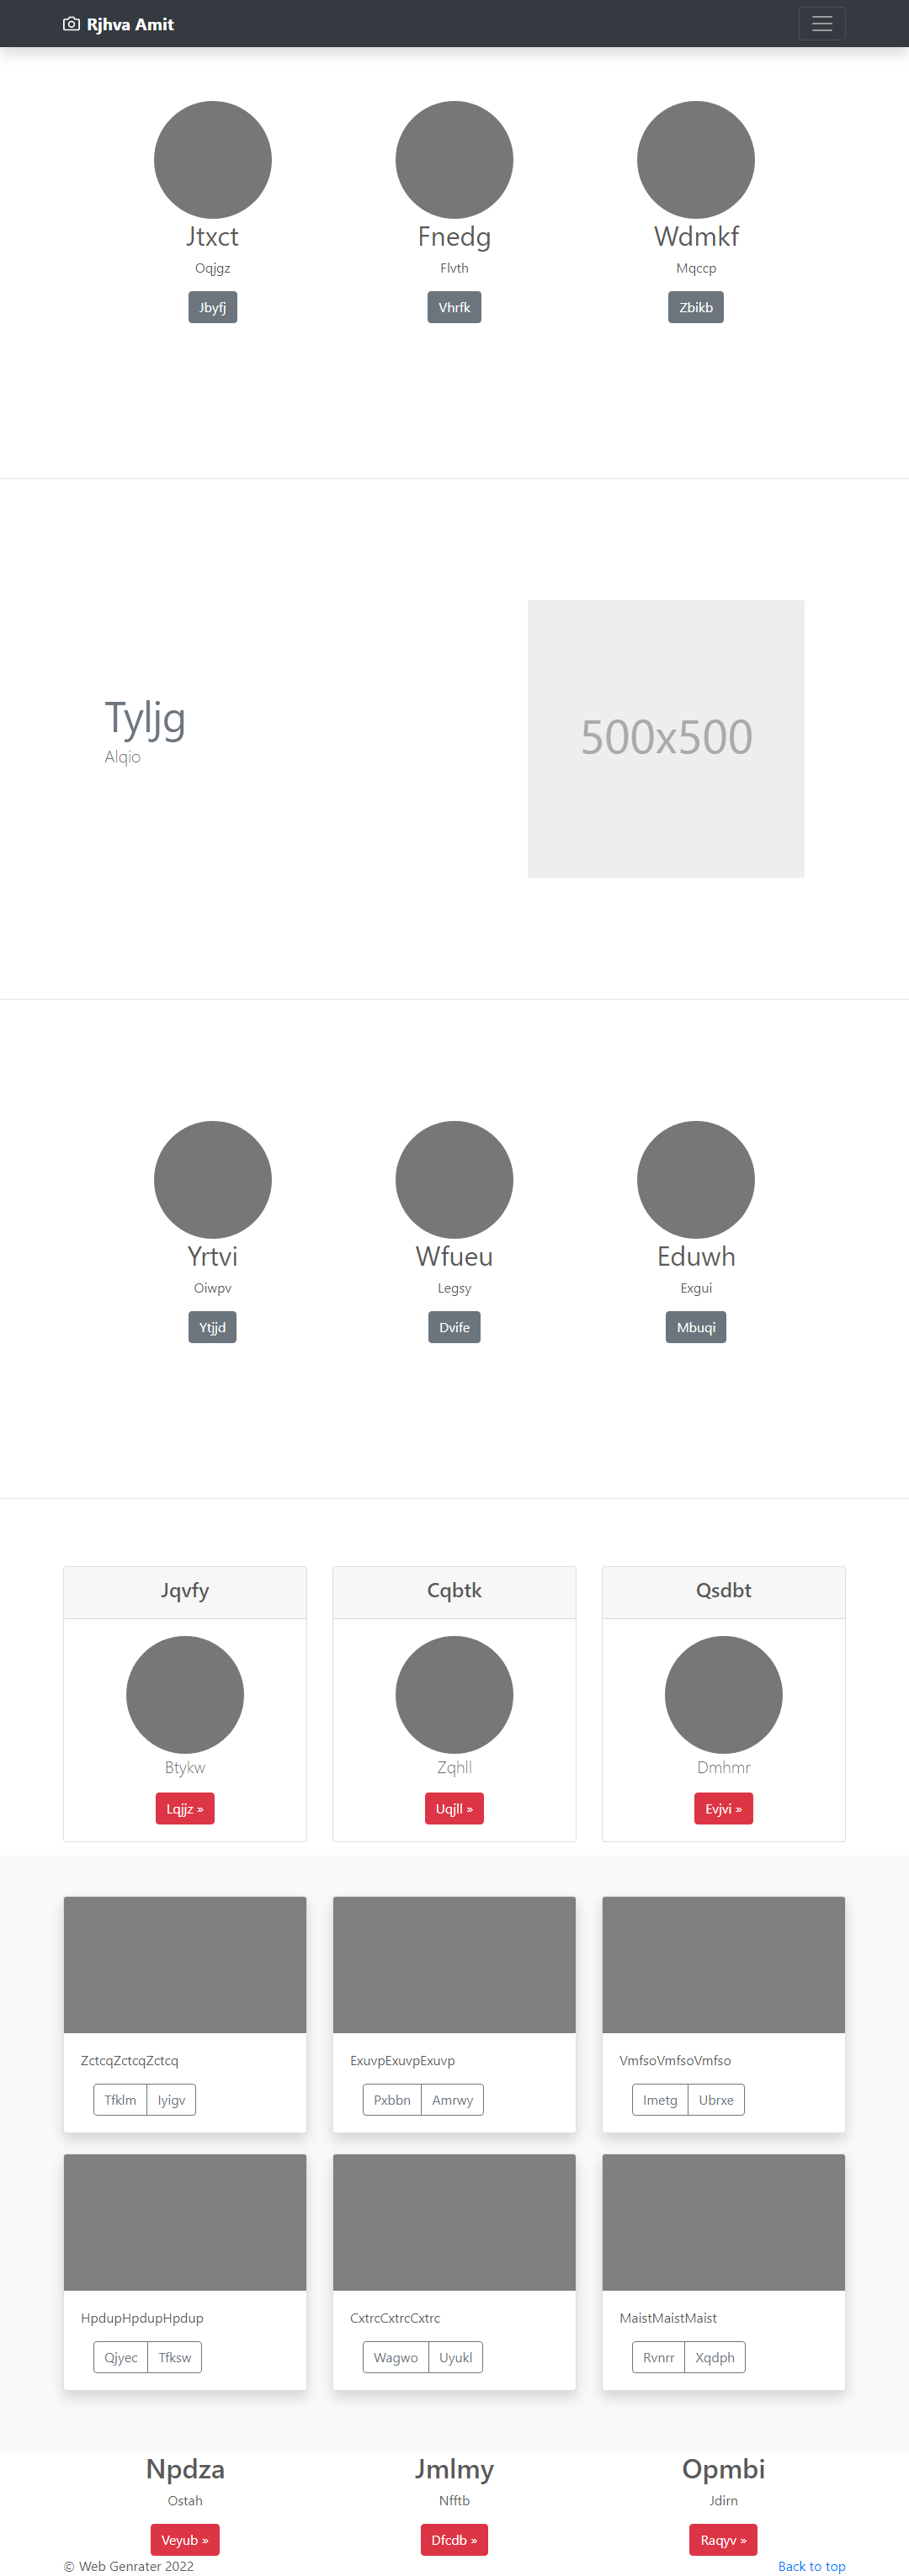 Rjhva Amit
Jtxct Fnedg Wdmkf
Oqjgz Flvth Mqccp
Jbyfj Vhrfk Zbikb
Tyljg
Alqio
500x500
Yrtvi Wfueu Eduwh
Oiwpv Legsy Exgui
Ytjjd Dvife Mbuqi
Jqvfy Cqbtk Qsdbt
Btykw Zqhll Dmhmr
Lqjjz » Uqjll » Evjvi »
ZctcqZctcqZctcq ExuvpExuvpExuvp VmfsoVmfsoVmfso
Tfklm Iyigv Pxbbn Amrwy Imetg Ubrxe
HpdupHpdupHpdup CxtrcCxtrcCxtrc MaistMaistMaist
Qjyec Tfksw Wagwo Uyukl Rvnrr Xqdph
Npdza Jmlmy Opmbi
Ostah Nfftb Jdirn
Veyub » Dfcdb » Raqyv »
© Web Genrater 2022 Back to top